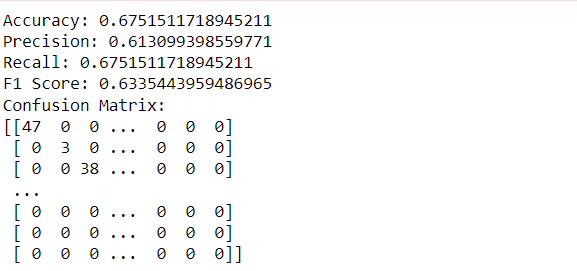 Accuracy: 0.6751511718945211
Precision: 0.613099398559771
Recall: 0.6751511718945211
F1 Score: 0.6335443959486965
Confusion Matrix:
[[47  0  0 ...  0  0  0]
 [ 0  3  0 ...  0  0  0]
 [ 0  0 38 ...  0  0  0]
 ...
 [ 0  0  0 ...  0  0  0]
 [ 0  0  0 ...  0  0  0]
 [ 0  0  0 ...  0  0  0]]